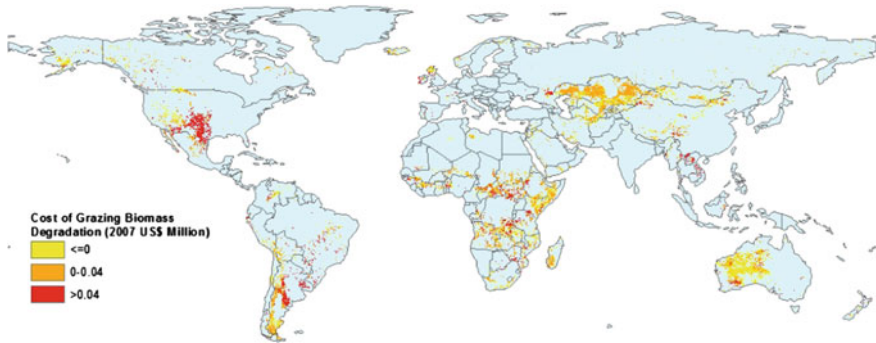 Cost of Grazing Biomass
Degradation (2007 US$ Million)
<=0
0-0.04
>0.04